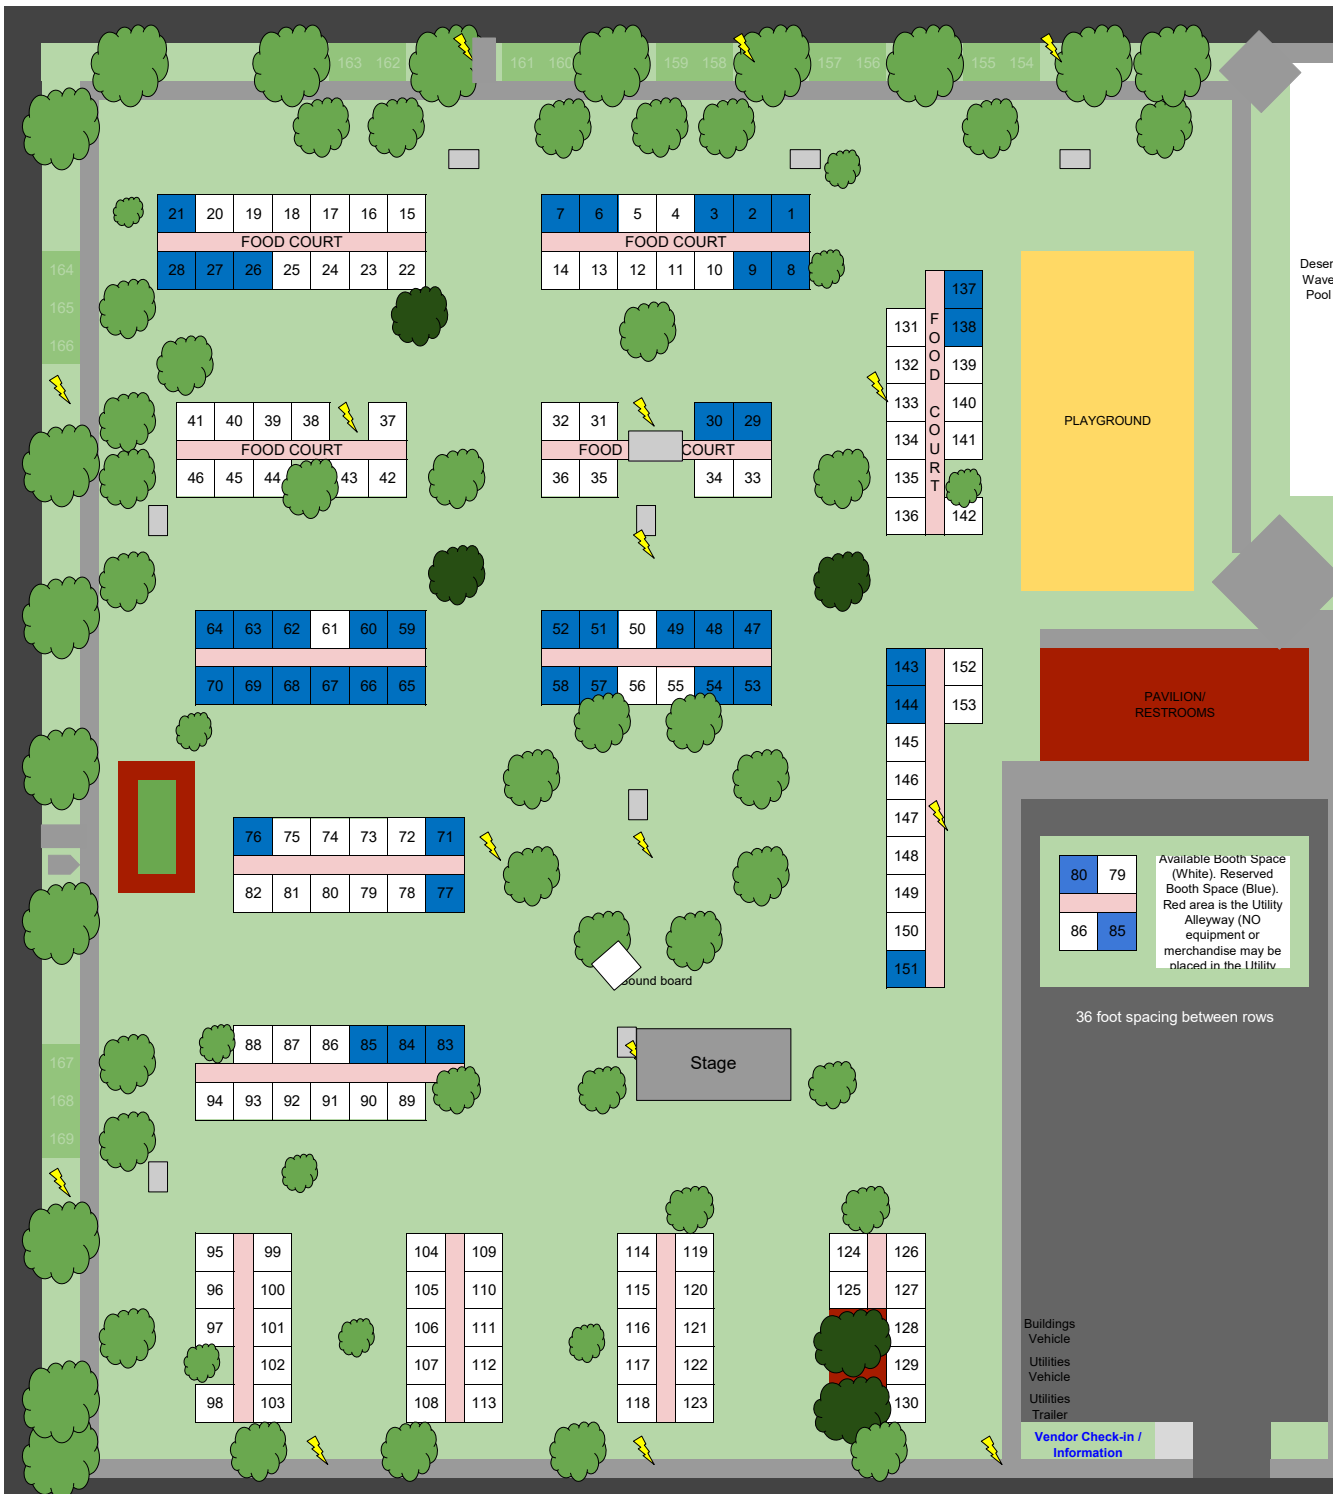 163 162 161 160 159 158 157 156 155 154
21 20 19 18 17 16 15
FOOD COURT
28 27 26 25 24 23 22
7 6 5 4 3 2 1
FOOD COURT
14 13 12 11 10 9 8
164
165
166
Wave
Pool
137
131 138
132 139
133 140
134 141
135
136 142
FOOD COURT
PLAYGROUND
41 40 39 38 37
FOOD COURT
46 45 44 43 42
32 31 30 29
FOOD COURT
36 35 34 33
64 63 62 61 60 59
70 69 68 67 66 65
52 51 50 49 48 47
58 57 56 55 54 53
143 152
144 153
145
146
147
148
149
150
151
PAVILION/
RESTROOMS
76 75 74 73 72 71
82 81 80 79 78 77
80 79
86 85
Available Booth Space
(White). Reserved
Booth Space (Blue).
Red area is the Utility
Alleyway (NO
equipment or
merchandise may be
placed in the Utility
36 foot spacing between rows
Sound board
Stage
88 87 86 85 84 83
94 93 92 91 90 89
167
168
169
95 99
96 100
97 101
102
98 103
104 109
105 110
106 111
107 112
108 113
114 119
115 120
116 121
117 122
118 123
124 126
125 127
128
129
130
Buildings
Vehicle
Utilities
Vehicle
Utilities
Trailer
Vendor Check-in /
Information